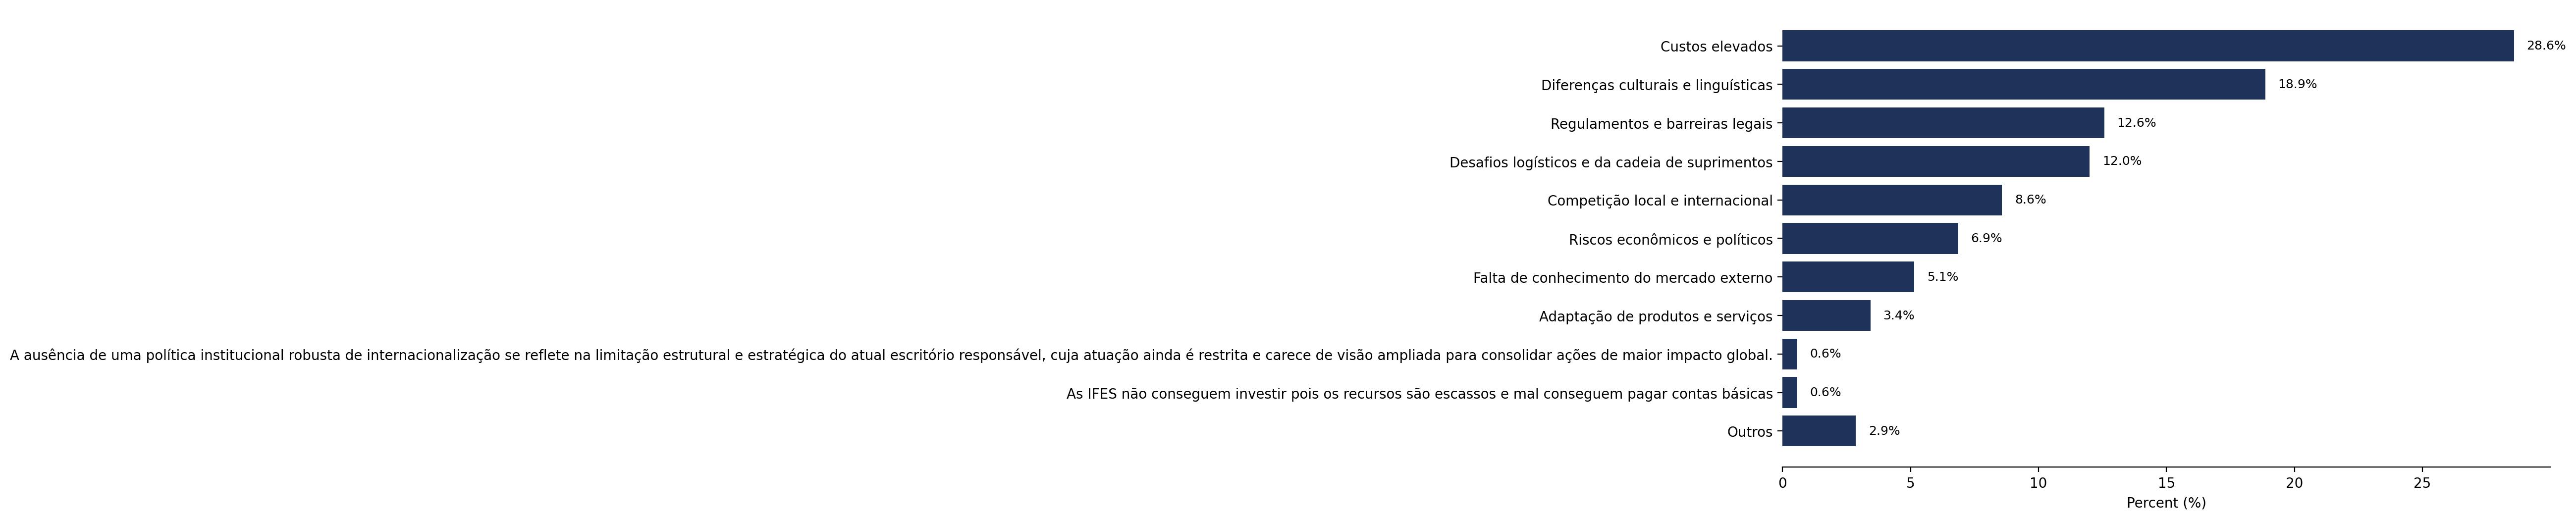 Custos elevados 28.6%
Diferenças culturais e linguísticas 18.9%
Regulamentos e barreiras legais 12.6%
Desafios logísticos e da cadeia de suprimentos 12.0%
Competição local e internacional 8.6%
Riscos econômicos e políticos 6.9%
Falta de conhecimento do mercado externo 5.1%
Adaptação de produtos e serviços 3.4%
A ausência de uma política institucional robusta de internacionalização se reflete na limitação estrutural e estratégica do atual escritório responsável, cuja atuação ainda é restrita e carece de visão ampliada para consolidar ações de maior impacto global. 0.6%
As IFES não conseguem investir pois os recursos são escassos e mal conseguem pagar contas básicas 0.6%
Outros 2.9%
0 5 10 15 20 25
Percent (%)